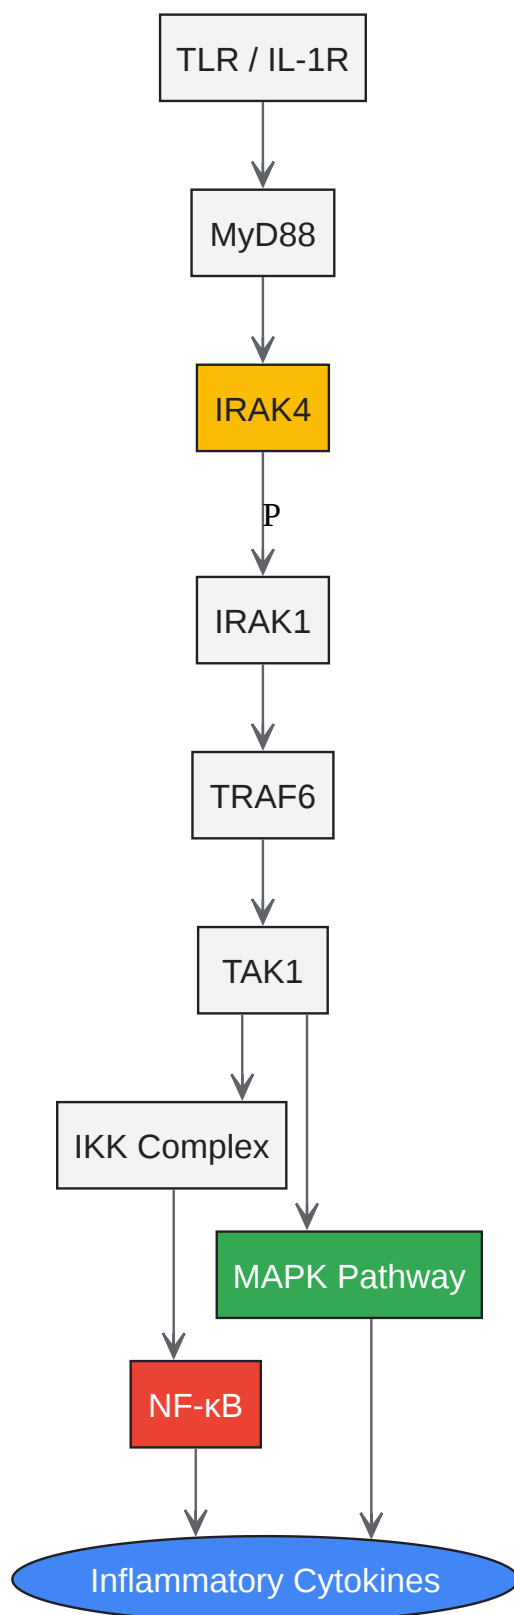 TLR / IL-1R
MyD88
IRAK4
P
IRAK1
TRAF6
TAK1
IKK Complex
MAPK Pathway
NF-κB
Inflammatory Cytokines